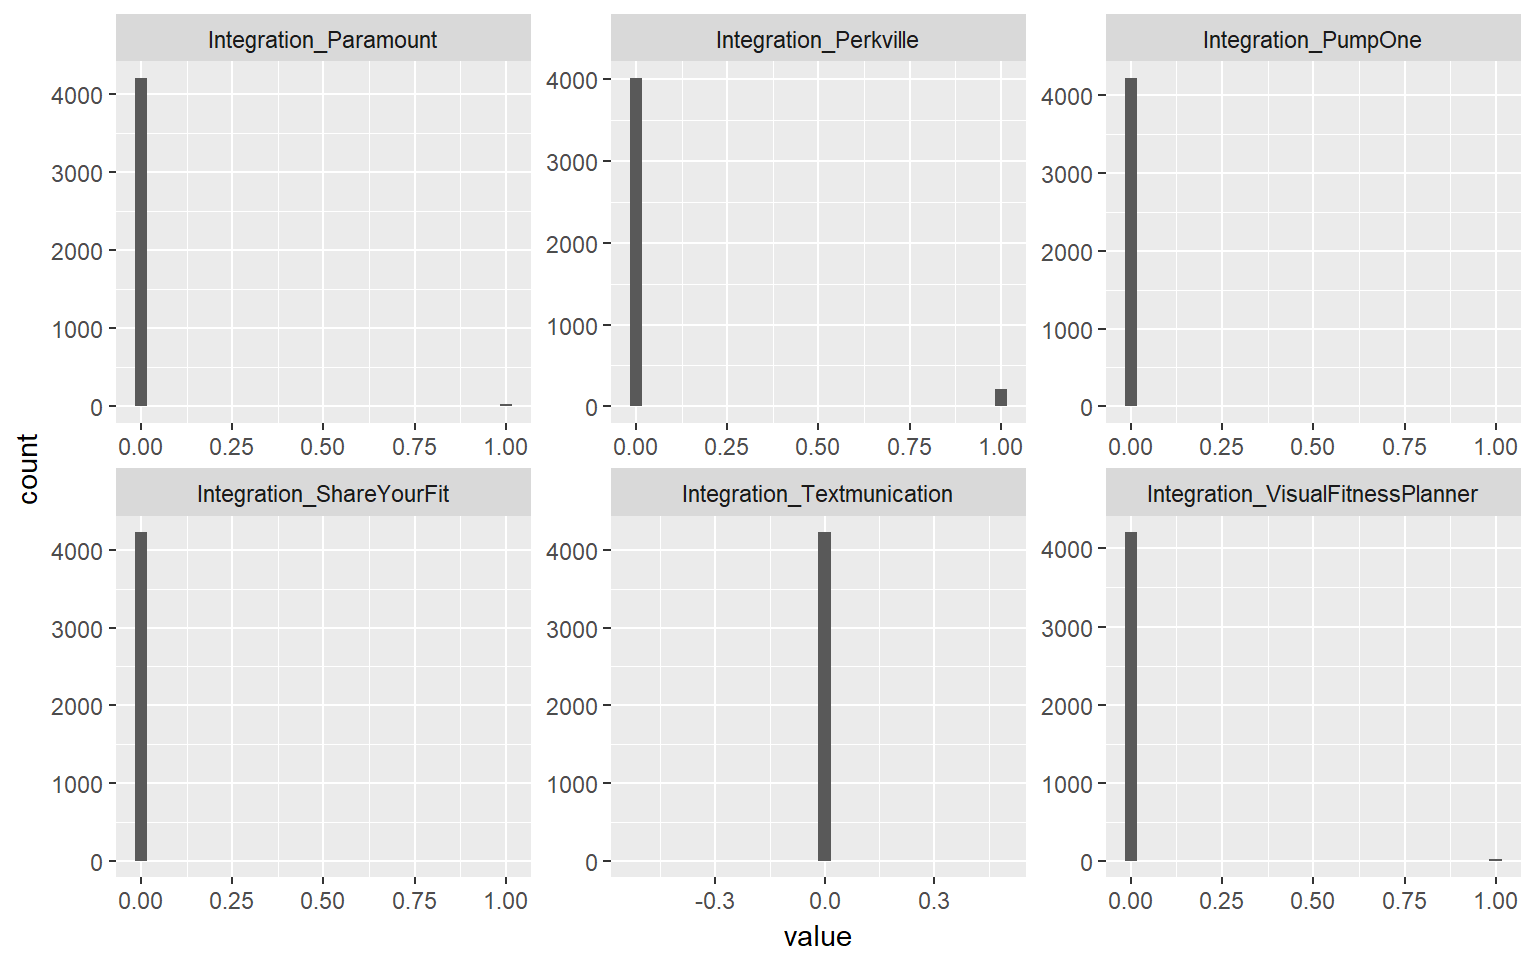 Integration_Paramount
Integration_Perkville
Integration_PumpOne
4000
3000
2000
1000
0
0.00 0.25 0.50 0.75 1.00
4000
3000
2000
1000
0
0.00 0.25 0.50 0.75 1.00
4000
3000
2000
1000
0
0.00 0.25 0.50 0.75 1.00
count
Integration_ShareYourFit
Integration_Textmunication
Integration_VisualFitnessPlanner
4000
3000
2000
1000
0
0.00 0.25 0.50 0.75 1.00
4000
3000
2000
1000
0
-0.3 0.0 0.3
4000
3000
2000
1000
0
0.00 0.25 0.50 0.75 1.00
value